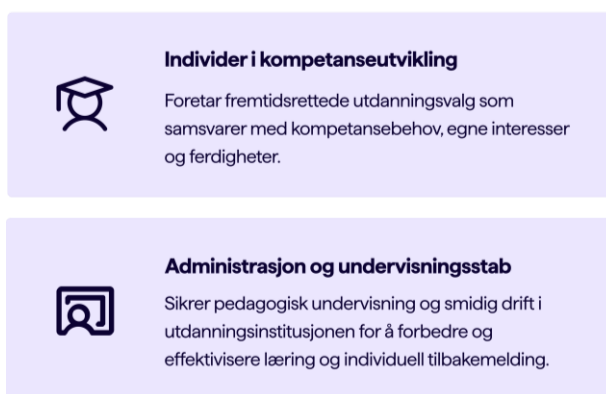 Individer i kompetanseutvikling
Foretar fremtidsrettede utdanningsvalg som
samsvarer med kompetansebehov, egne interesser
og ferdigheter.
Administrasjon og undervisningsstab
Sikrer pedagogisk undervisning og smidig drift i
utdanningsinstitusjonen for å forbedre og
effektivisere læring og individuell tilbakemelding.